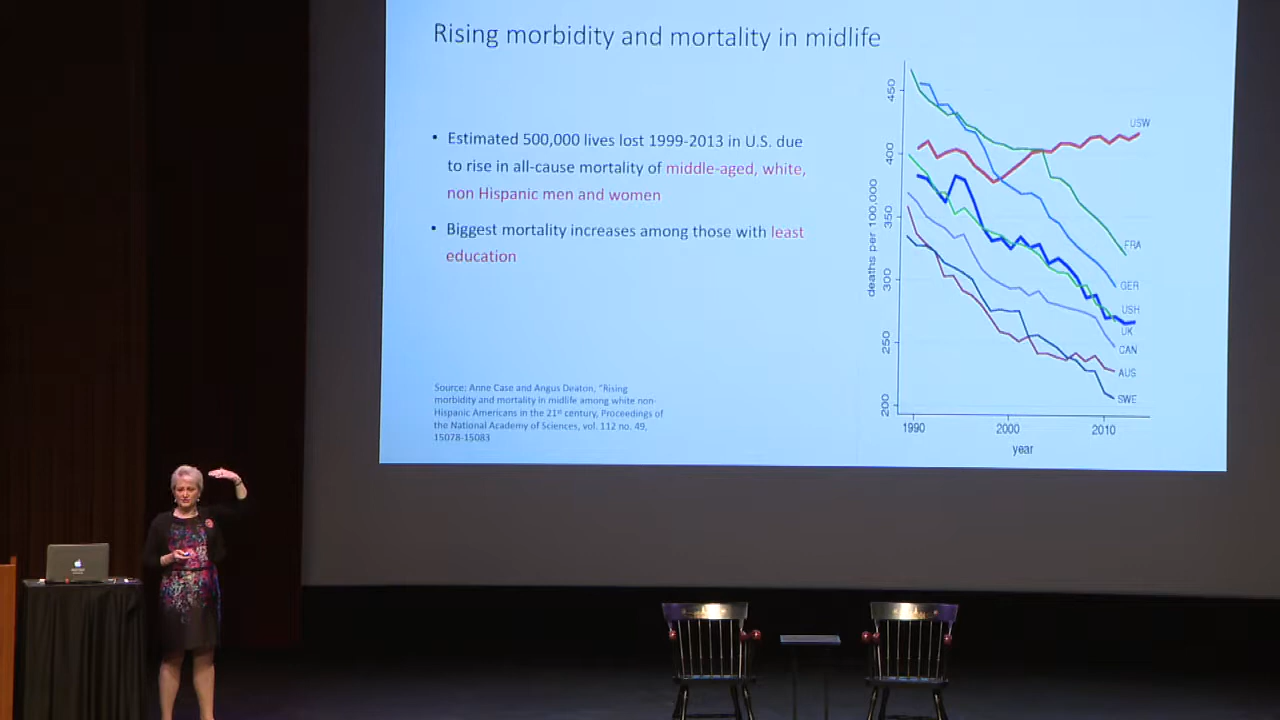 Rising morbidity and mortality in midlife
• Estimated 500,000 lives lost 1999-2013 in U.S. due
to rise in all-cause mortality of middle-aged, white,
non Hispanic men and women
• Biggest mortality increases among those with least
education
Source: Anne Case and Angus Deaton, "Rising
morbidity and mortality in midlife among white non-
Hispanic Americans in the 21st century, Proceedings of
the National Academy of Sciences, vol. 112 no. 49,
15078-15083
deaths per 100,000
450
400
350
300
250
200
USW
FRA
GER
USH
UK
CAN
AUS
SWE
1990 2000 2010
year